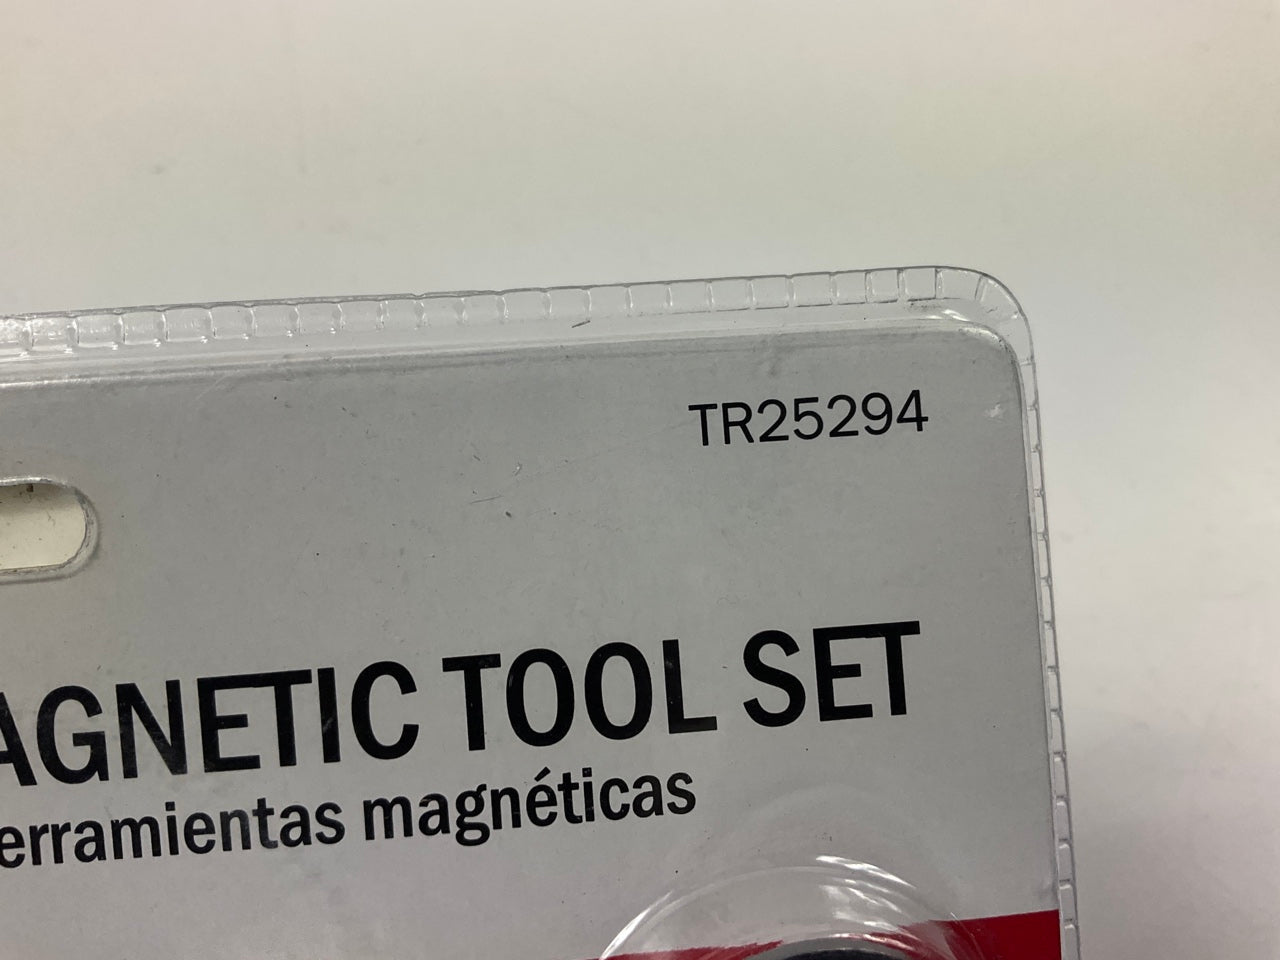 TR25294
AGNETIC TOOL SET
erramientas magnéticas